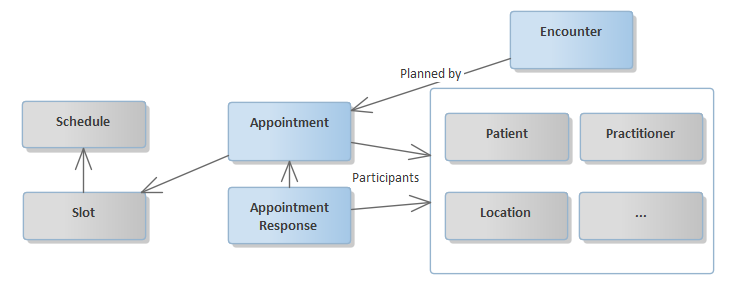 Encounter
Planned by
Schedule
Appointment
Patient
Practitioner
Participants
Slot
Appointment
Response
Location
...